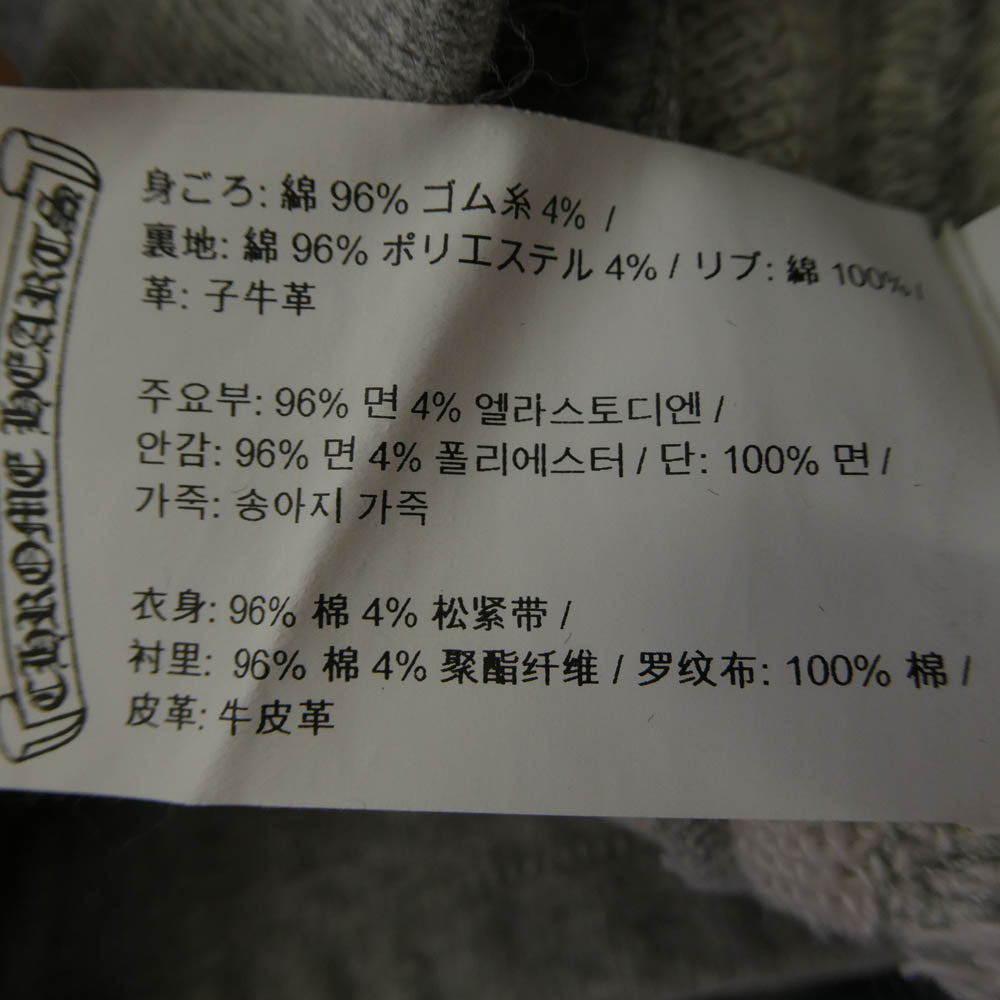 CHROME HEARTS
身ごろ: 綿 96% ゴム糸 4% /
裏地: 綿 96% ポリエステル 4% / リブ: 綿 100% /
革: 子牛革
주요부: 96% 면 4% 엘라스토디엔 /
안감: 96% 면 4% 폴리에스터 / 단: 100% 면 /
가죽: 송아지 가죽
衣身: 96% 棉 4% 松紧带 /
衬里: 96% 棉 4% 聚酯纤维 / 罗纹布: 100% 棉 /
皮革: 牛皮革